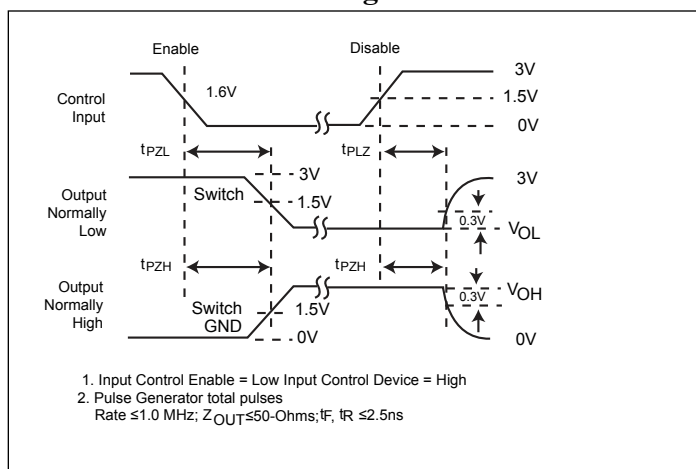 Enable
Disable
Control
Input
1.6V
3V
1.5V
0V
tPZL
tPLZ
Output
Normally
Low
Switch
3V
1.5V
3V
0.3V
VOL
tPZH
tPZH
Output
Normally
High
Switch
GND
1.5V
0V
VOH
0.3V
0V
1. Input Control Enable = Low Input Control Device = High
2. Pulse Generator total pulses
Rate ≤1.0 MHz; ZOUT≤50-Ohms;tF, tR ≤2.5ns